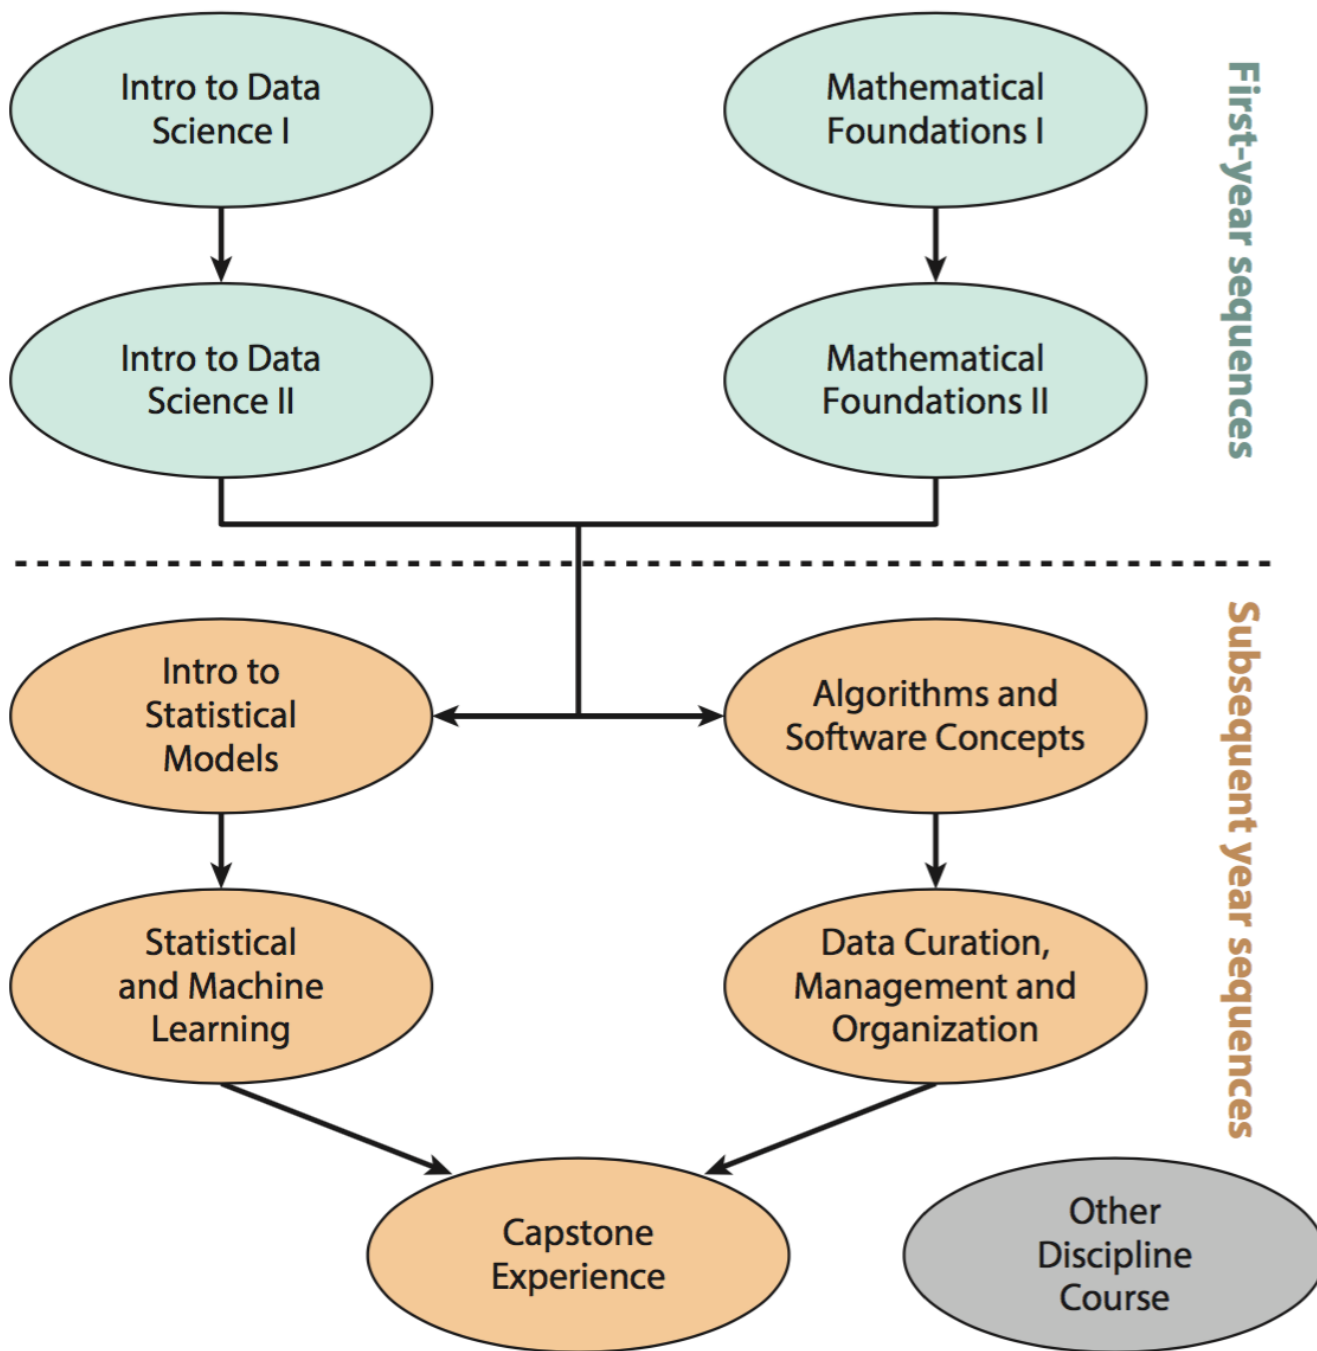 Intro to Data
Science I
Mathematical
Foundations I
First-year sequences
Intro to Data
Science II
Mathematical
Foundations II
Intro to
Statistical
Models
Algorithms and
Software Concepts
Subsequent year sequences
Statistical
and Machine
Learning
Data Curation,
Management and
Organization
Capstone
Experience
Other
Discipline
Course